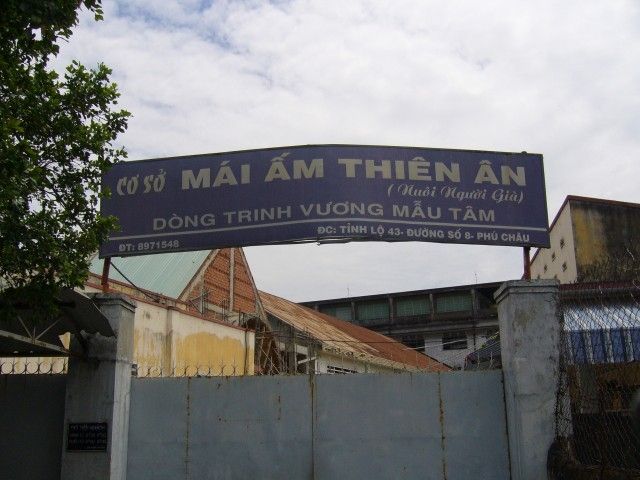 CƠ SỞ MÁI ẤM THIÊN ÂN
(Nuôi Người Già)
DÒNG TRINH VƯƠNG MẪU TÂM
ĐT: 8971548 ĐC: TỈNH LỘ 43- ĐƯỜNG SỐ 8- PHÚ CHÂU